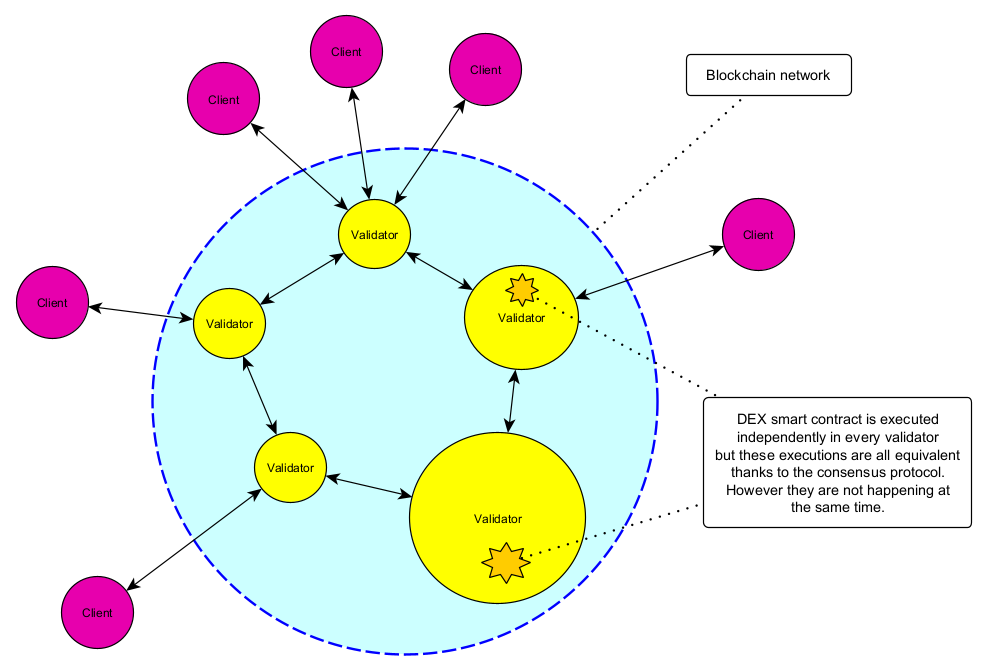 Client
Client
Client
Blockchain network
Validator
Client
Client
Validator
Validator
DEX smart contract is executed
independently in every validator
but these executions are all equivalent
thanks to the consensus protocol.
However they are not happening at
the same time.
Validator
Validator
Client